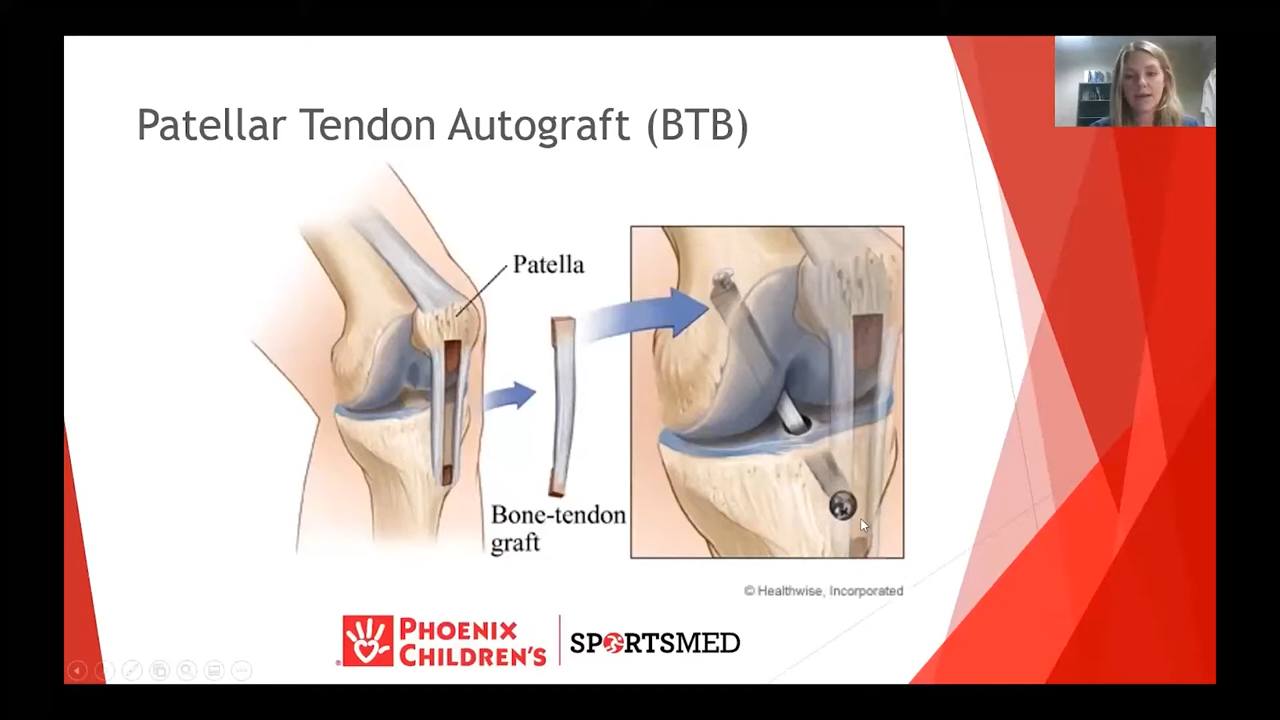 Patellar Tendon Autograft (BTB)
Patella
Bone-tendon
graft
© Healthwise, Incorporated
PHOENIX
CHILDREN'S
SPORTSMED